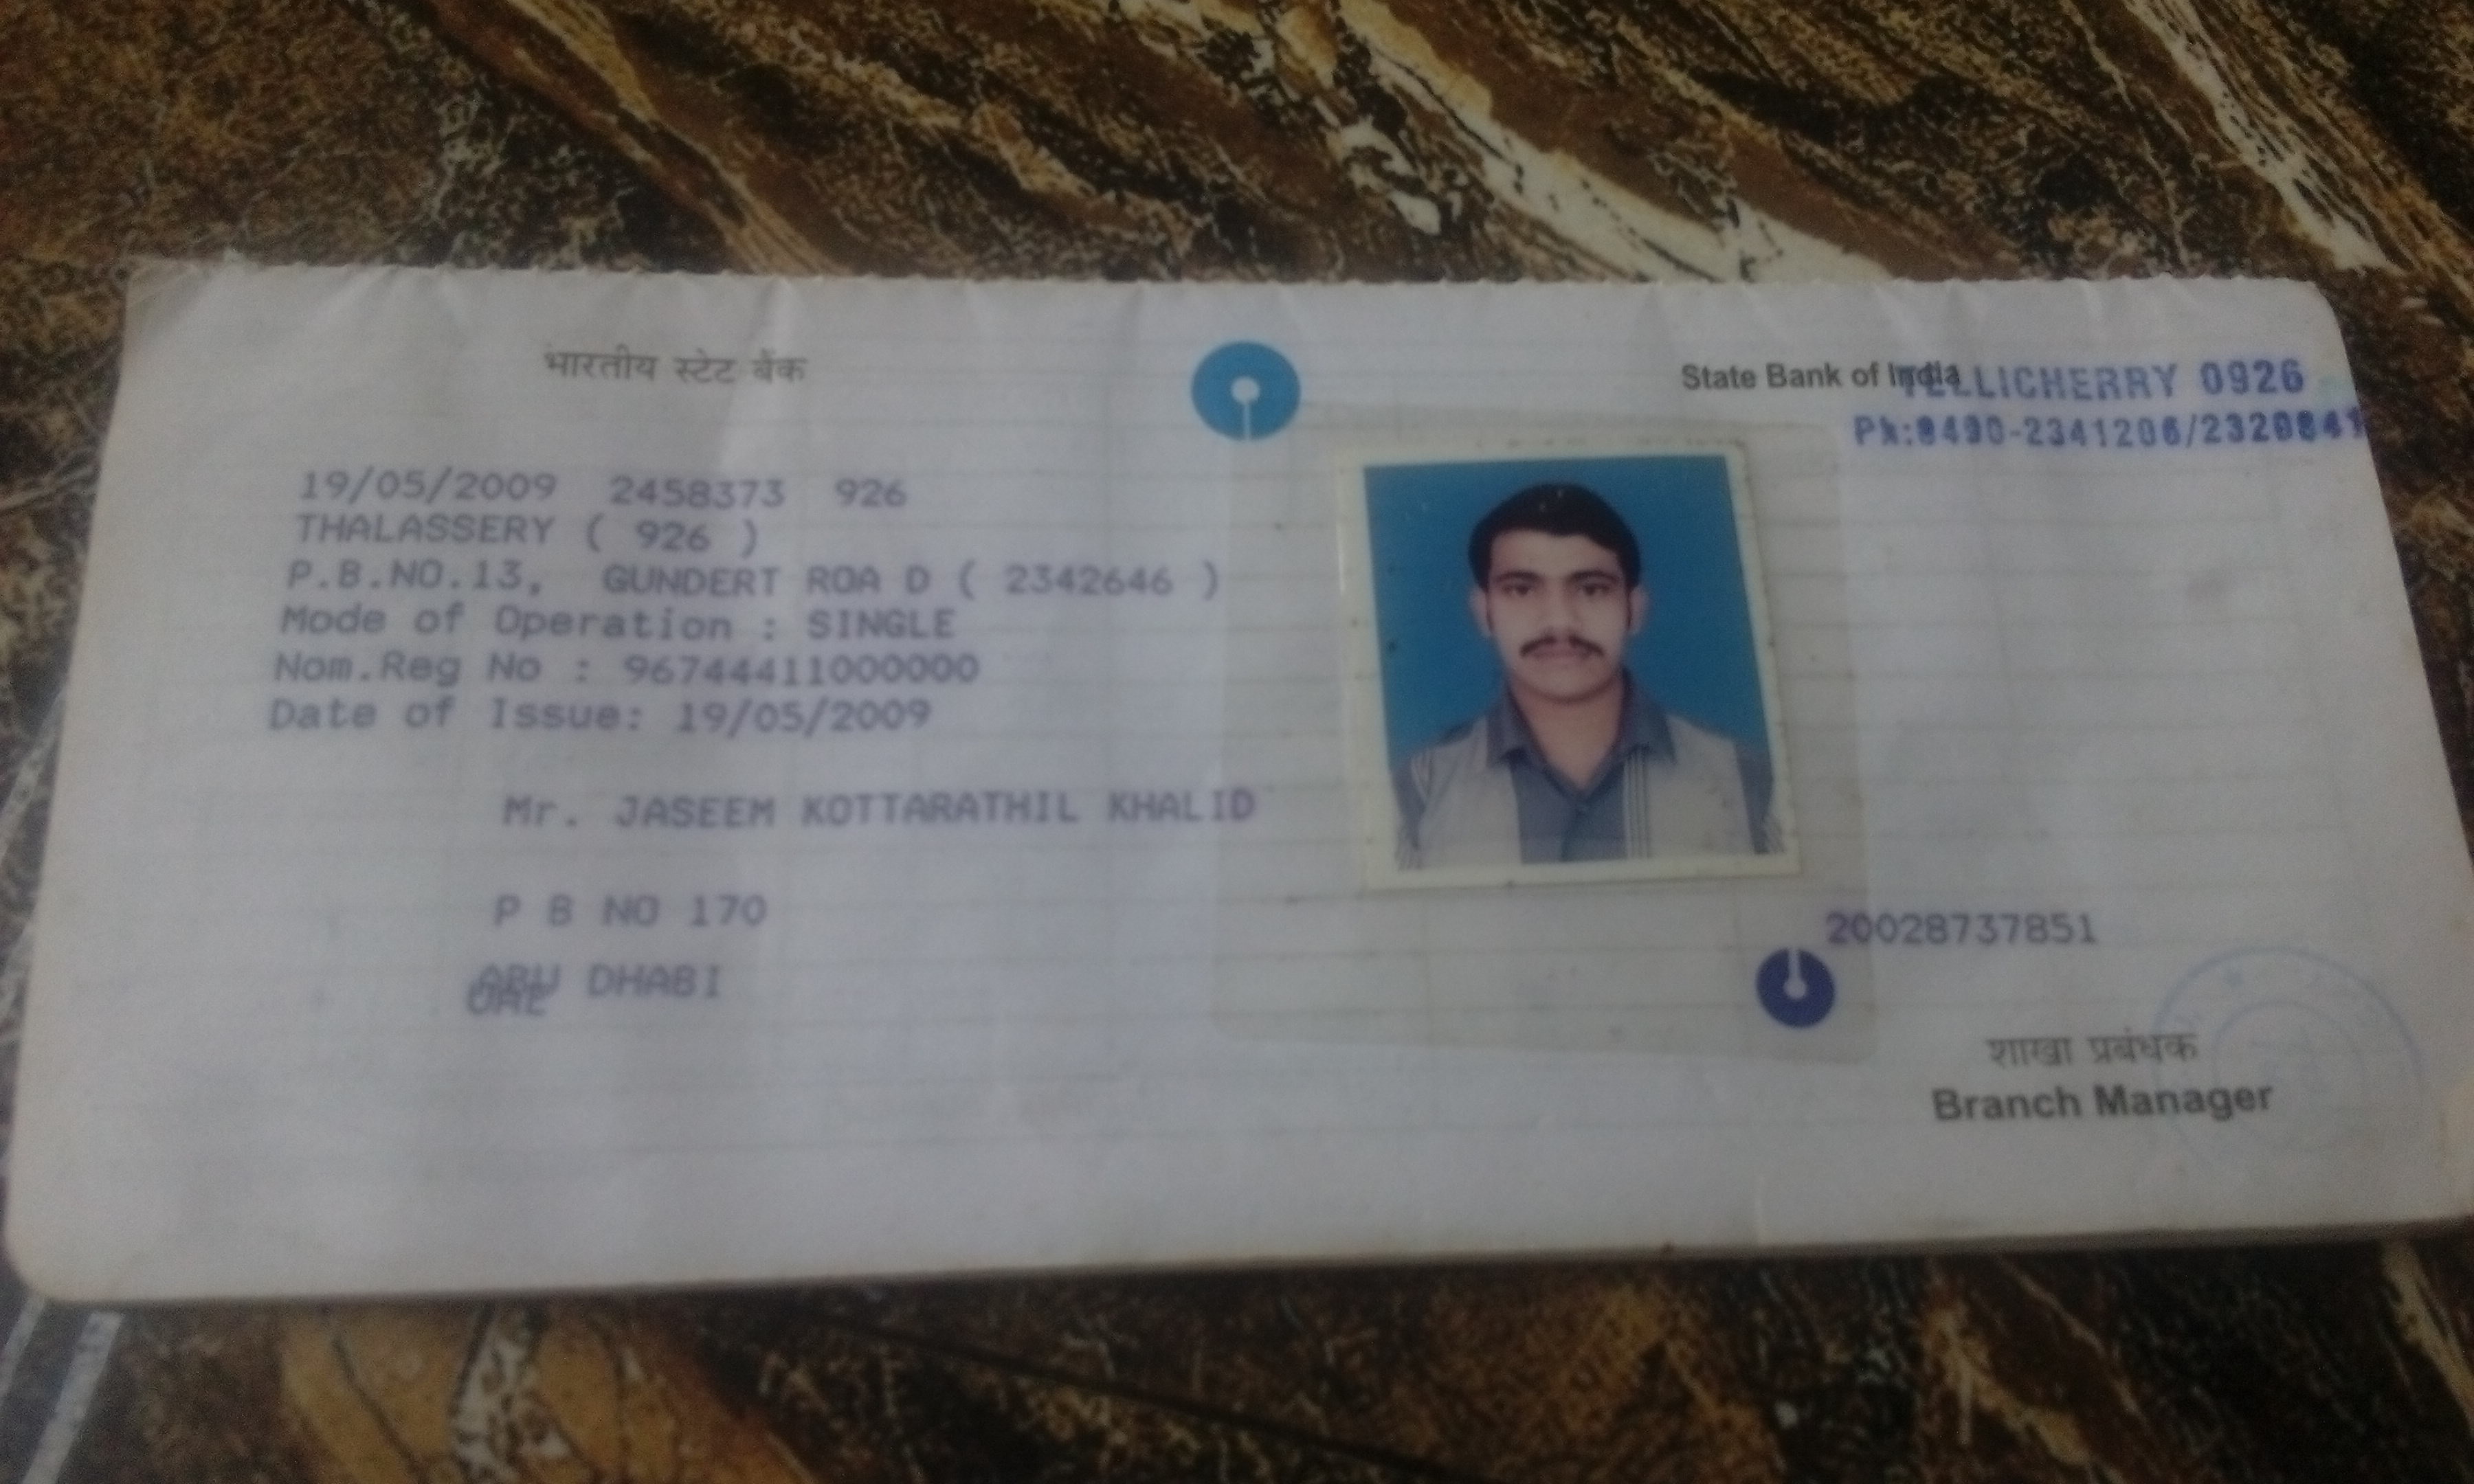 भारतीय स्टेट बैंक
State Bank of India
TELLICHERRY 0926
Ph:0490-2341206/2320841
19/05/2009 2458373 926
THALASSERY ( 926 )
P.B.NO.13, GUNDERT ROA D ( 2342646 )
Mode of Operation : SINGLE
Nom.Reg No : 96744411000000
Date of Issue: 19/05/2009
Mr. JASEEM KOTTARATHIL KHALID
P B NO 170
ABU DHABI
UAE
20028737851
शाखा प्रबंधक
Branch Manager